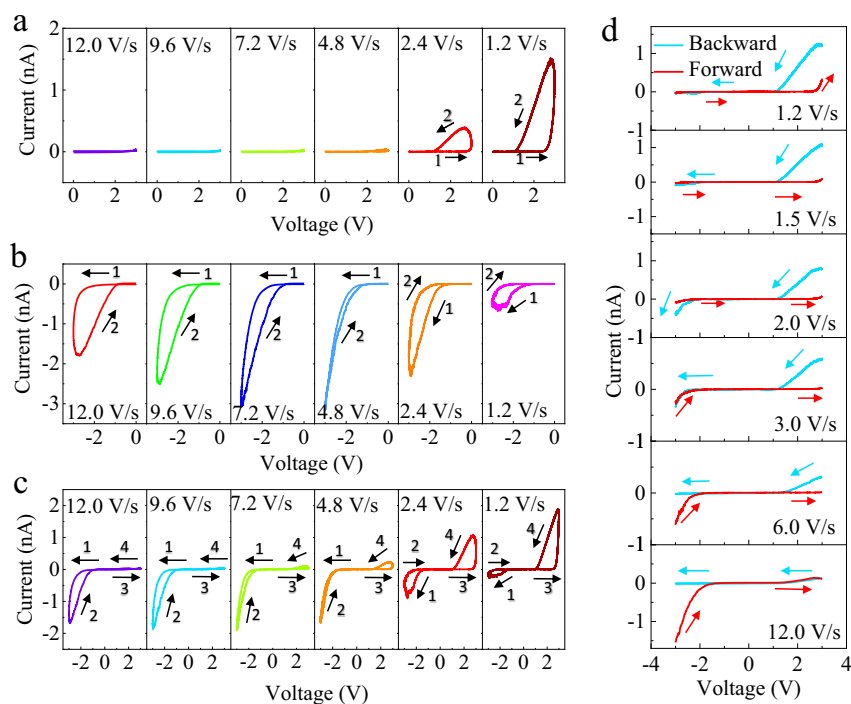 a
2
1
0
Current (nA)
12.0 V/s
9.6 V/s
7.2 V/s
4.8 V/s
2.4 V/s
1.2 V/s
2
1
2
1
0 2 0 2 0 2 0 2 0 2 0 2
Voltage (V)
b
0
-1
-2
-3
Current (nA)
1 1 1 1 2 2
2 2 2 2 1 1
12.0 V/s
9.6 V/s
7.2 V/s
4.8 V/s
2.4 V/s
1.2 V/s
-2 0 -2 0 -2 0 -2 0 -2 0 -2 0
Voltage (V)
c
2
1
0
-1
-2
Current (nA)
12.0 V/s
9.6 V/s
7.2 V/s
4.8 V/s
2.4 V/s
1.2 V/s
1 4 1 4 1 4 1 4 2 4 2 4
2 3 2 3 2 3 2 3 1 3 1 3
-2 0 2 -2 0 2 -2 0 2 -2 0 2 -2 0 2 -2 0 2
Voltage (V)
d
Backward
Forward
1
0
-1
1.2 V/s
1
0
1
1.5 V/s
1
0
1
2.0 V/s
1
0
-1
3.0 V/s
1
0
-1
6.0 V/s
1
0
-1
12.0 V/s
Current (nA)
-4 -2 0 2 4
Voltage (V)